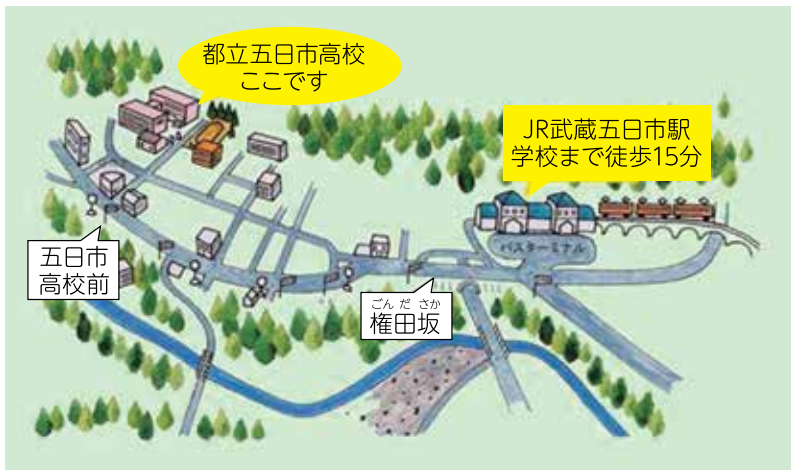 都立五日市高校
ここです
JR武蔵五日市駅
学校まで徒歩15分
バスターミナル
五日市
高校前
ごんださか
権田坂